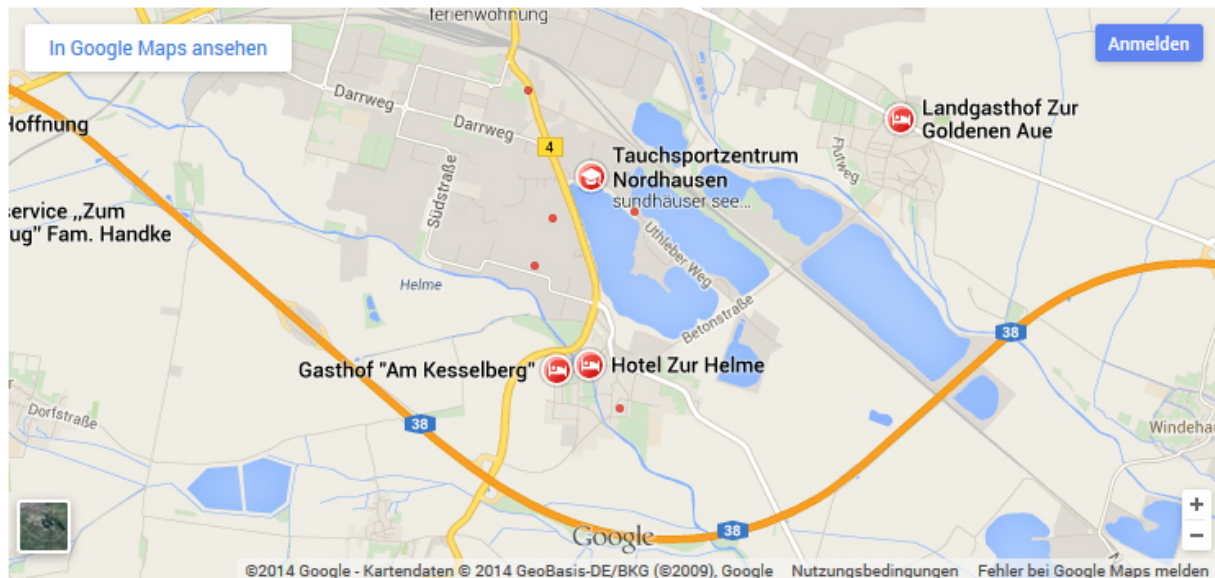 ferienwohnung
In Google Maps ansehen
Anmelden
Darrweg
Landgasthof Zur
Goldenen Aue
Hoffnung
Darrweg
4
Flutweg
Tauchsportzentrum
Nordhausen
sundhäuser see...
Südstraße
service „Zum
ug" Fam. Handke
Uthleber Weg
Helme
Betonstraße
38
Gasthof "Am Kesselberg"
Hotel Zur Helme
Dorfstraße
38
Windehau
38
Google
+
−
©2014 Google - Kartendaten © 2014 GeoBasis-DE/BKG (©2009), Google
Nutzungsbedingungen
Fehler bei Google Maps melden